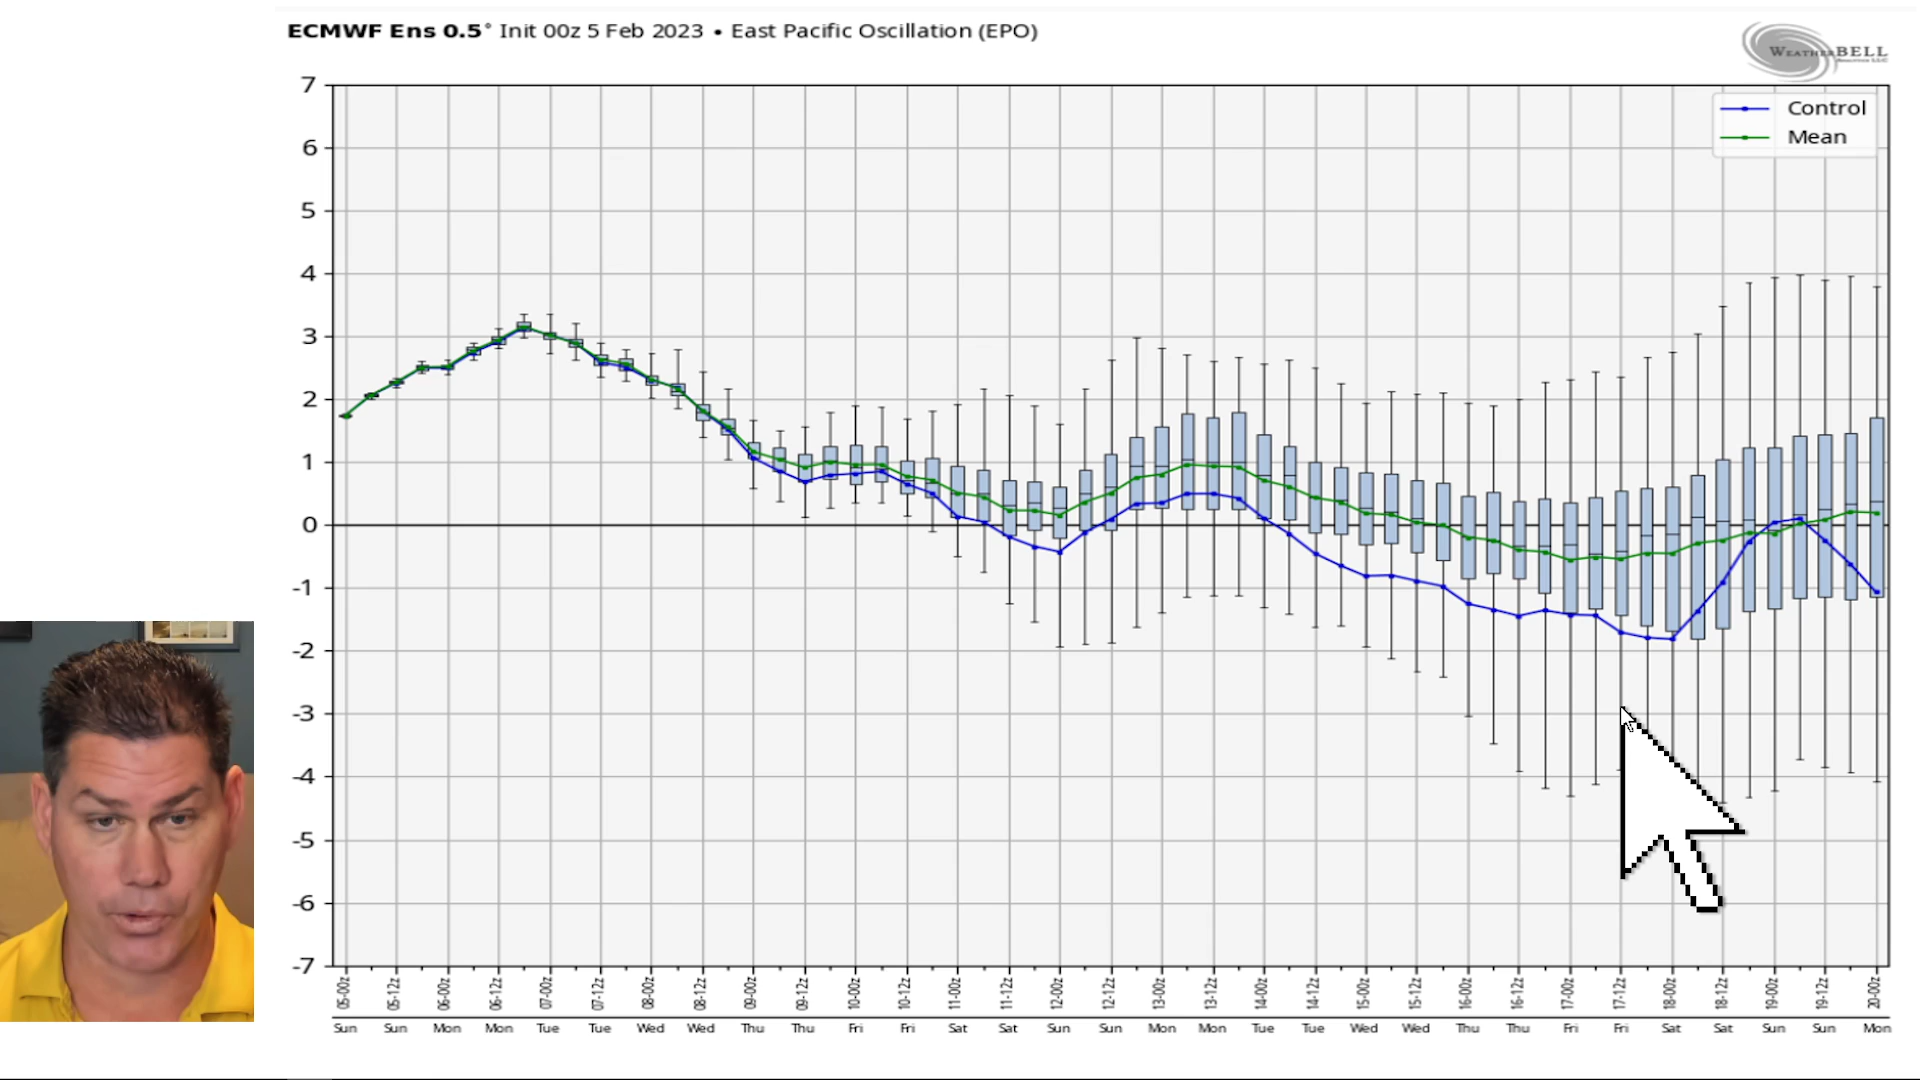 ECMWF Ens 0.5° Init 00z 5 Feb 2023 • East Pacific Oscillation (EPO)
WEATHERBELL
Analytics LLC
Control
Mean
7
6
5
4
3
2
1
0
-1
-2
-3
-4
-5
-6
-7
05-00z 05-12z 06-00z 06-12z 07-00z 07-12z 08-00z 08-12z 09-00z 09-12z 10-00z 10-12z 11-00z 11-12z 12-00z 12-12z 13-00z 13-12z 14-00z 14-12z 15-00z 15-12z 16-00z 16-12z 17-00z 17-12z 18-00z 18-12z 19-00z 19-12z 20-00z
Sun Sun Mon Mon Tue Tue Wed Wed Thu Thu Fri Fri Sat Sat Sun Sun Mon Mon Tue Tue Wed Wed Thu Thu Fri Fri Sat Sat Sun Sun Mon